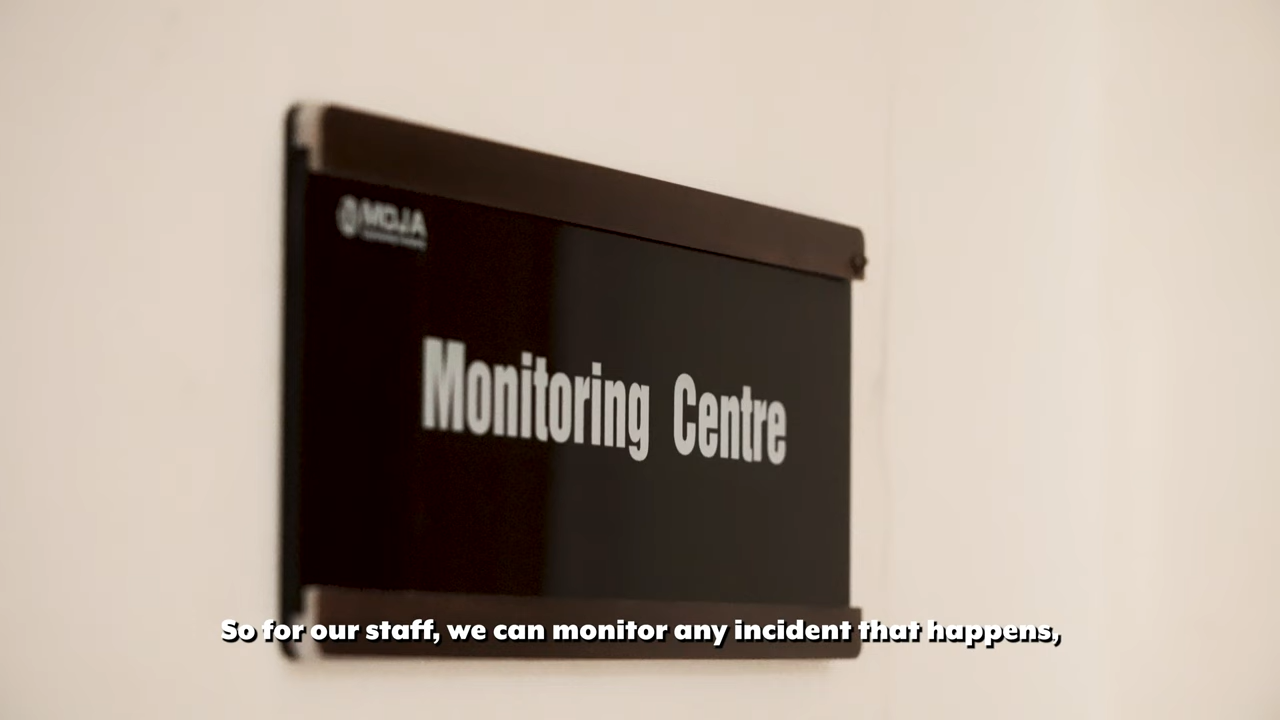 MOJA
Monitoring Centre
So for our staff, we can monitor any incident that happens,